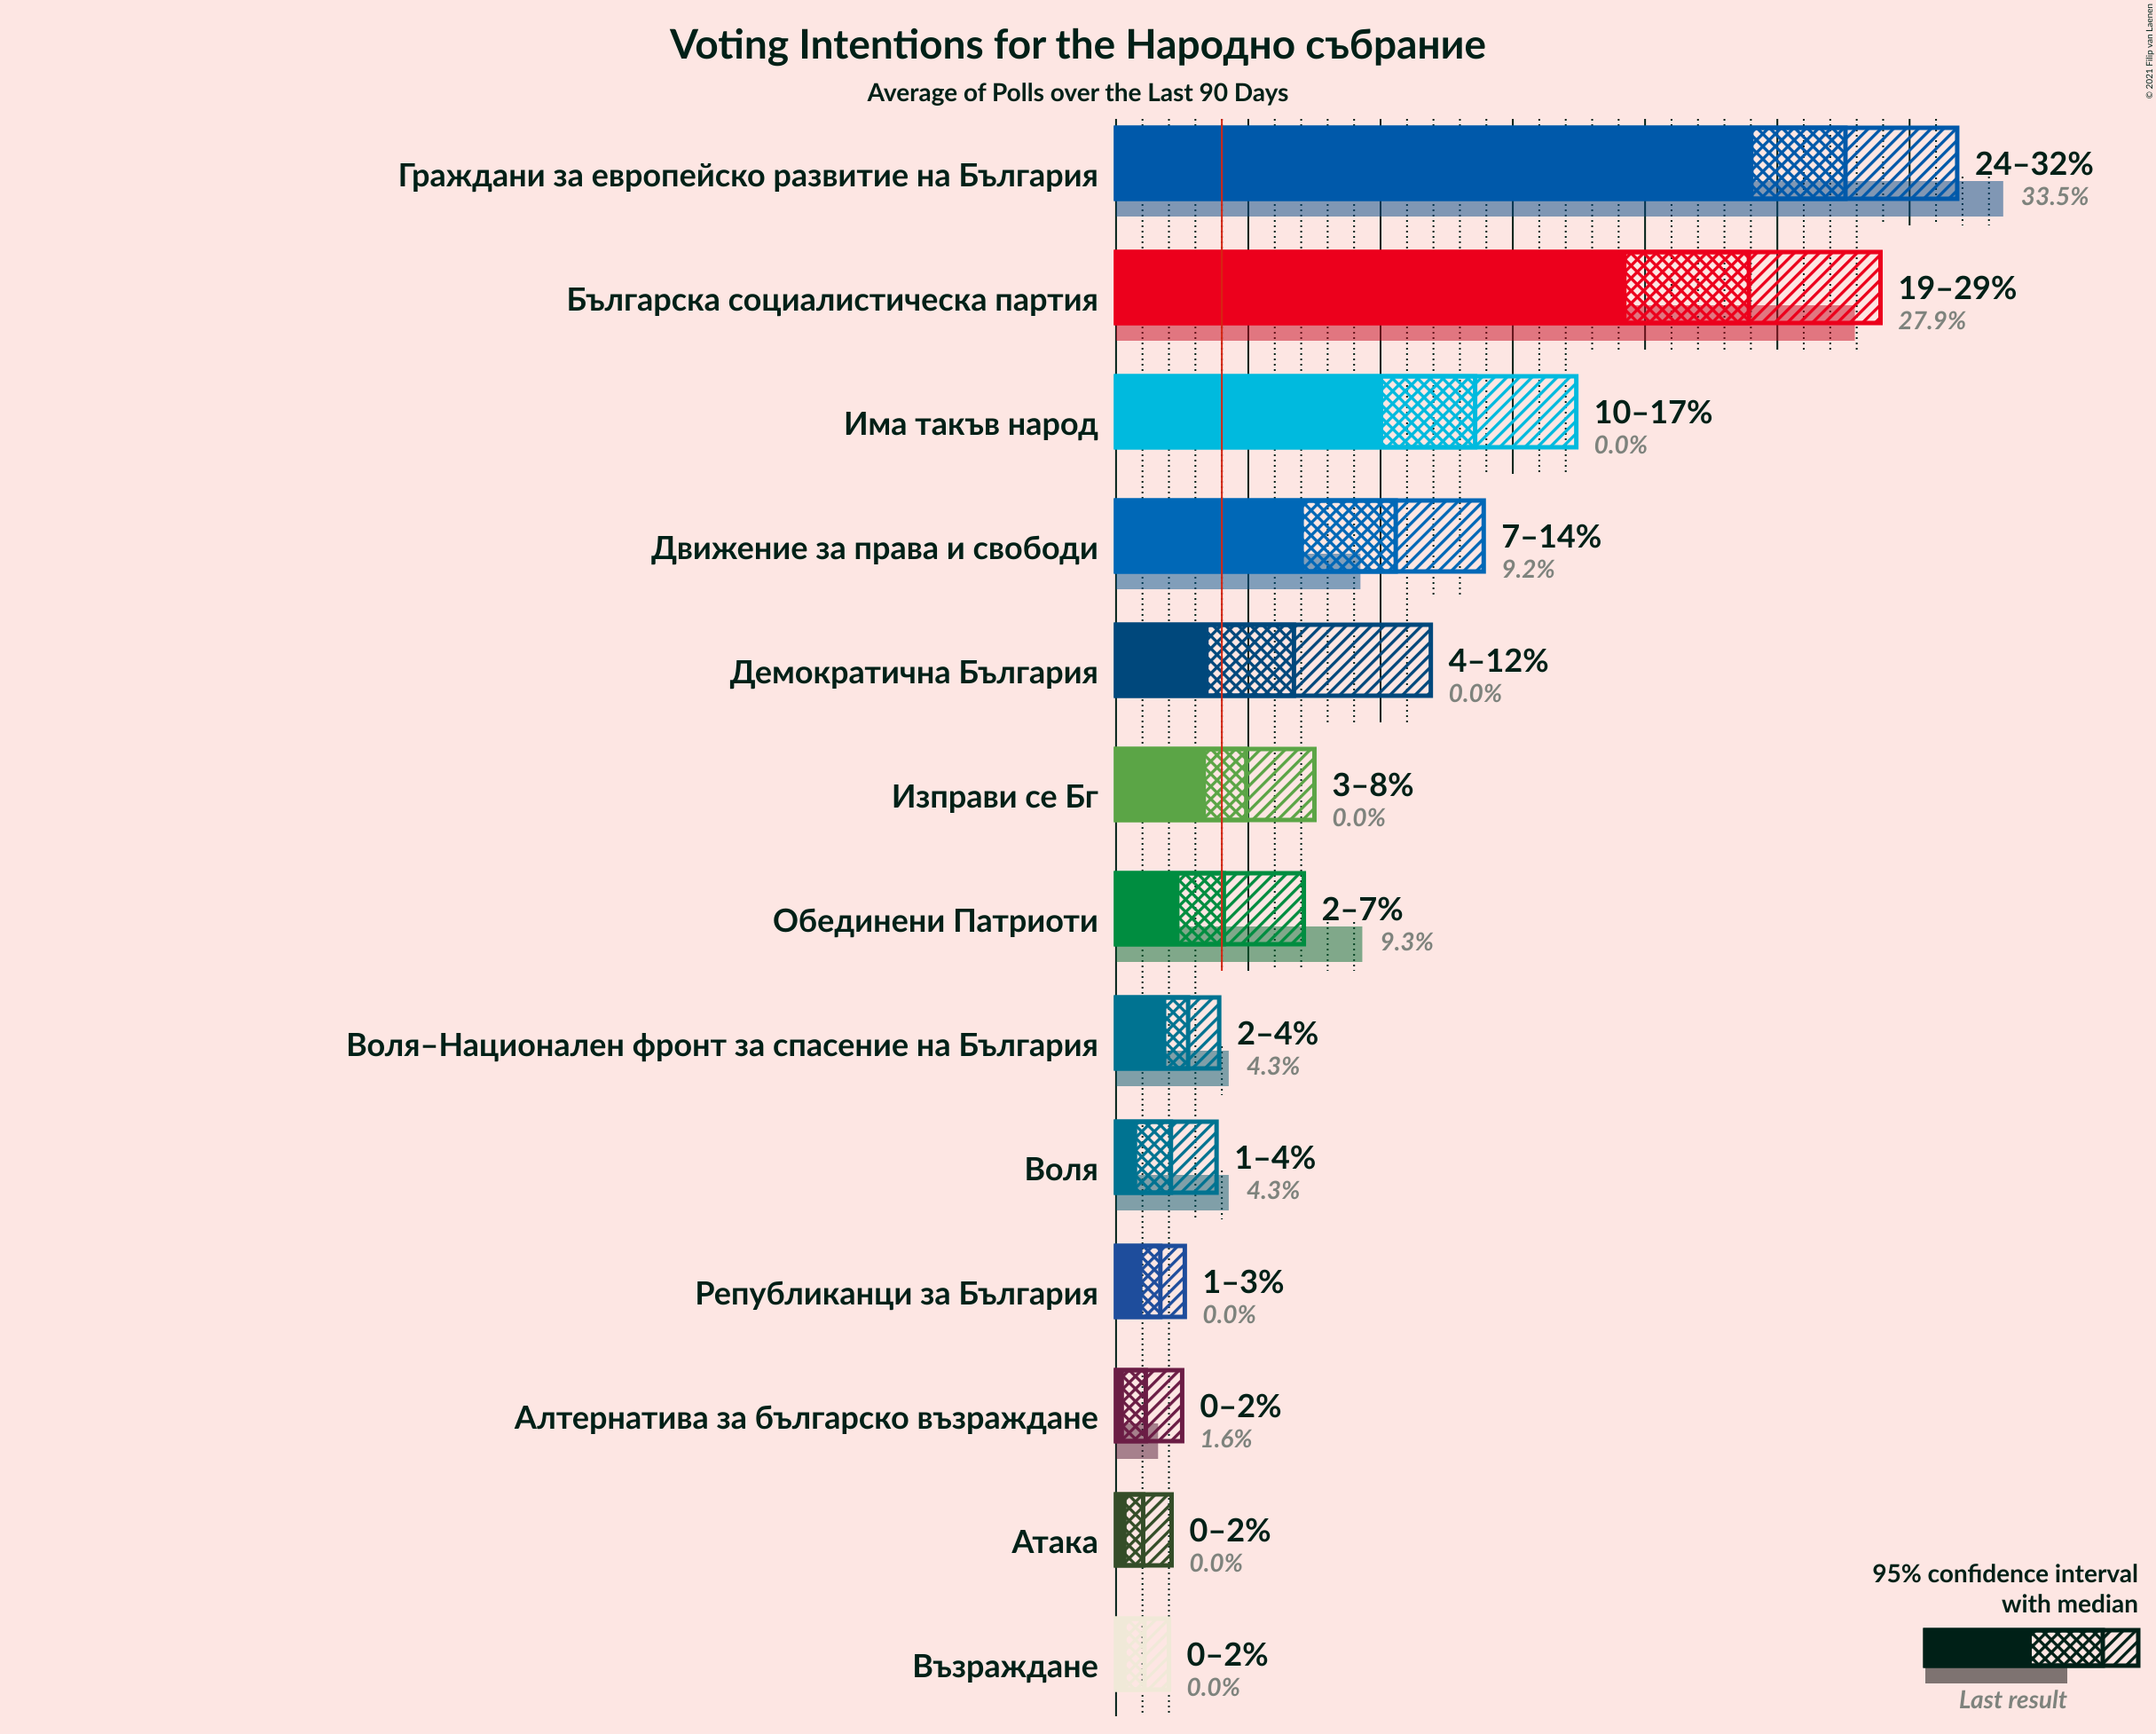 Voting Intentions for the Народно събрание
Average of Polls over the Last 90 Days
© 2021 Filip van Laenen
Граждани за европейско развитие на България
24–32%
33.5%
Българска социалистическа партия
19–29%
27.9%
Има такъв народ
10–17%
0.0%
Движение за права и свободи
7–14%
9.2%
Демократична България
4–12%
0.0%
Изправи се Бг
3–8%
0.0%
Обединени Патриоти
2–7%
9.3%
Воля–Национален фронт за спасение на България
2–4%
4.3%
Воля
1–4%
4.3%
Републиканци за България
1–3%
0.0%
Алтернатива за българско възраждане
0–2%
1.6%
Атака
0–2%
0.0%
Възраждане
0–2%
0.0%
95% confidence interval
with median
Last result